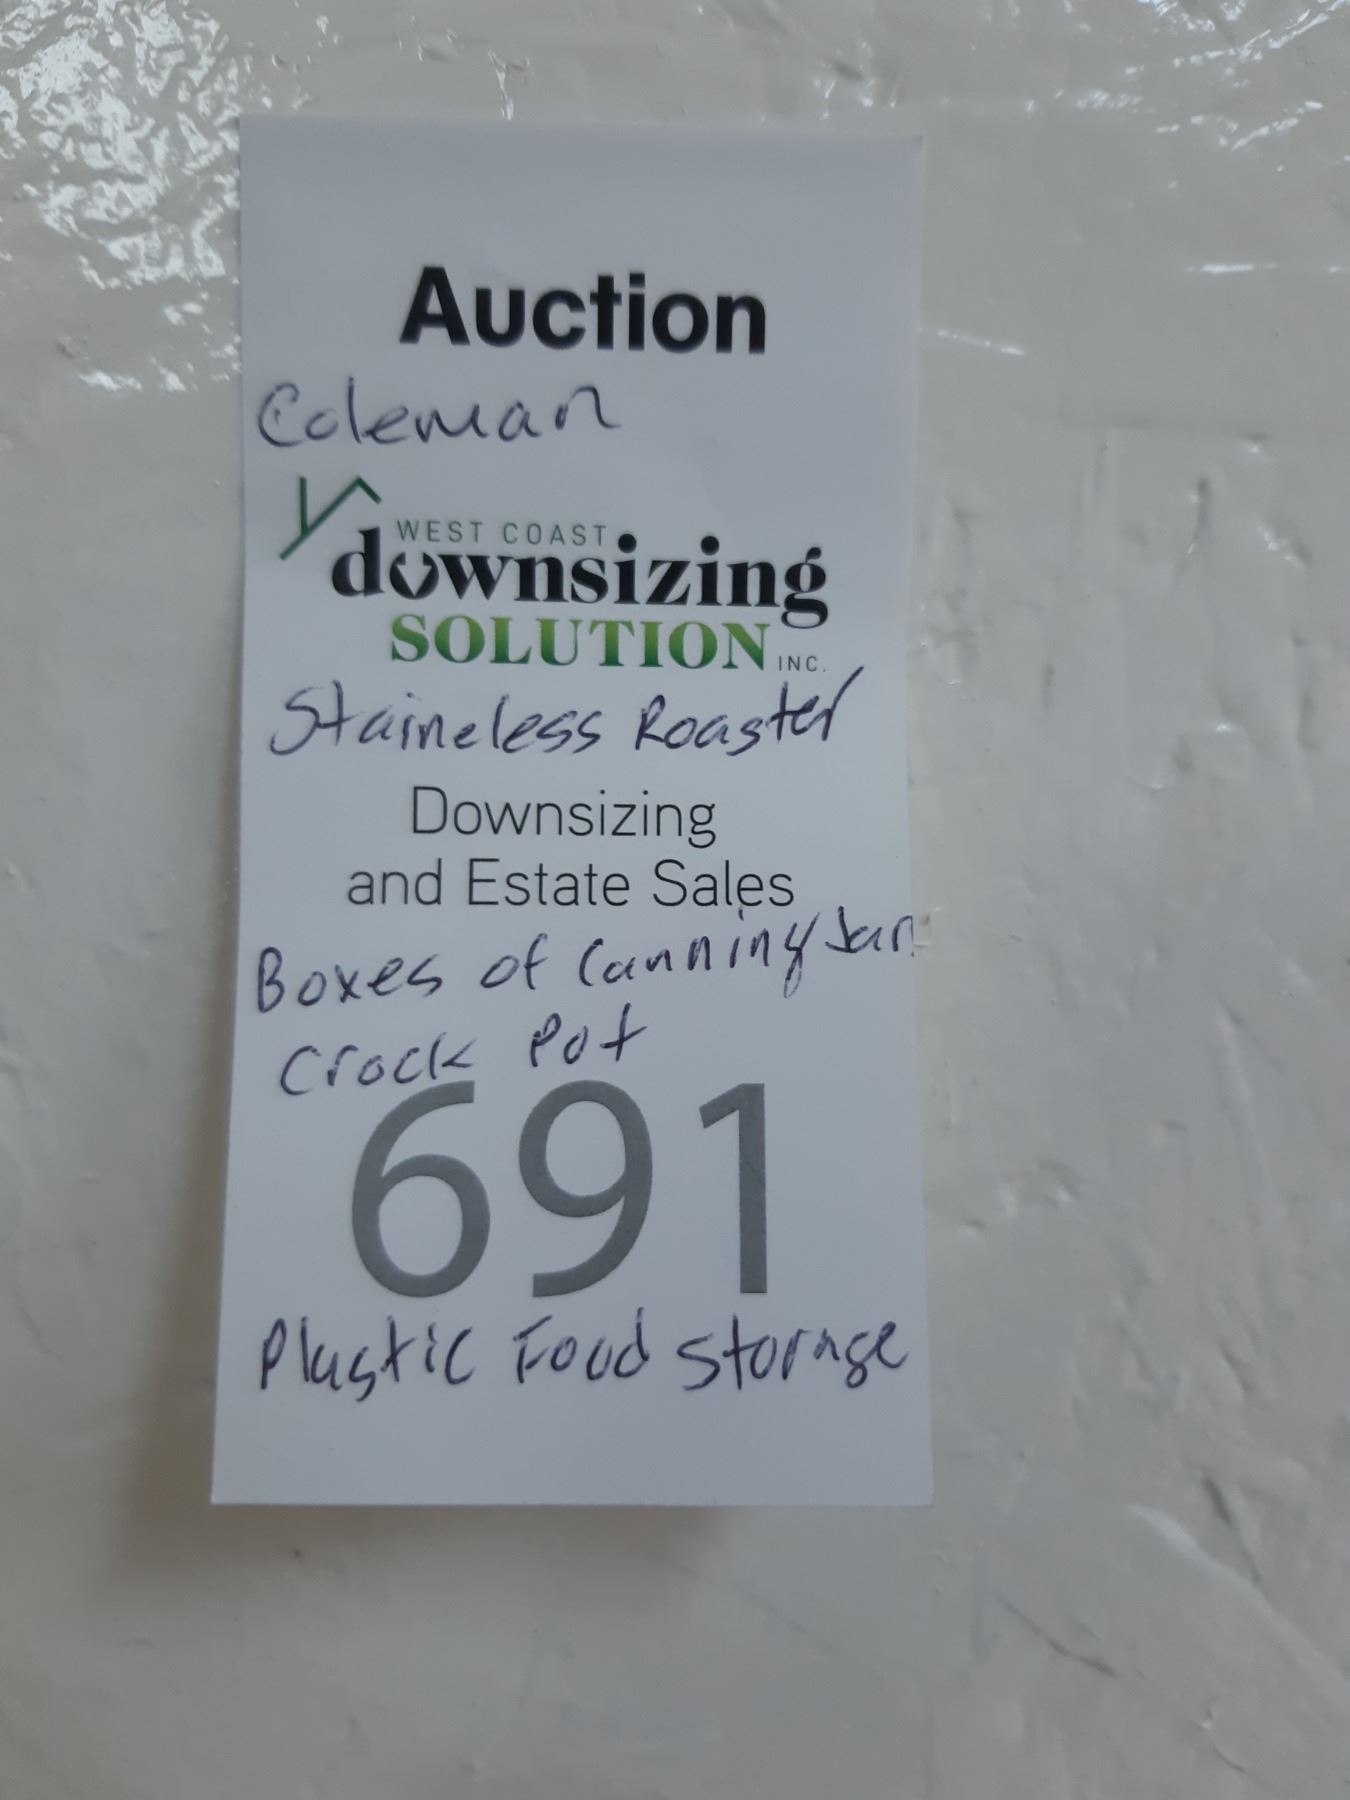 Auction
Coleman
WEST COAST
downsizing
SOLUTION INC.
Staineless Roaster
Downsizing
and Estate Sales
Boxes of Canning Jars
Crock Pot
691
Plastic Food Storage